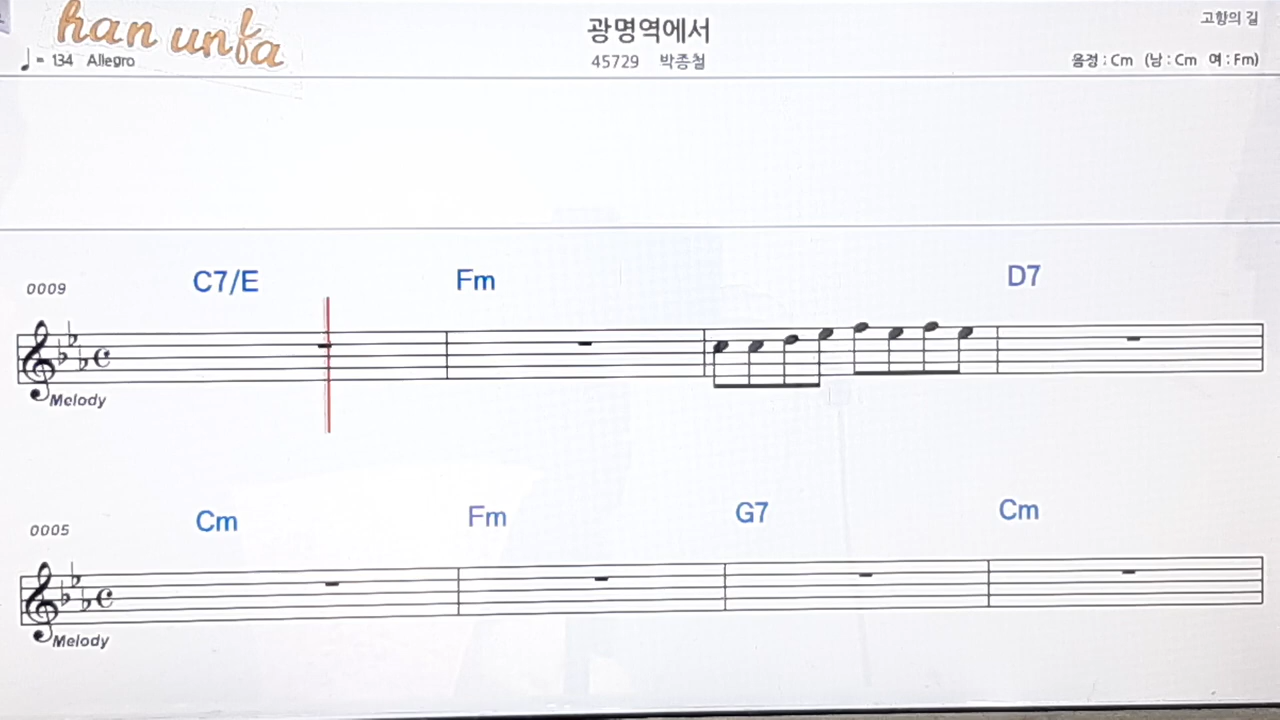 han unfa
광명역에서
고향의 길
♩= 134 Allegro
45729 박종철
음정 : Cm (남 : Cm 여 : Fm)
0009 C7/E Fm D7
Melody
0005 Cm Fm G7 Cm
Melody